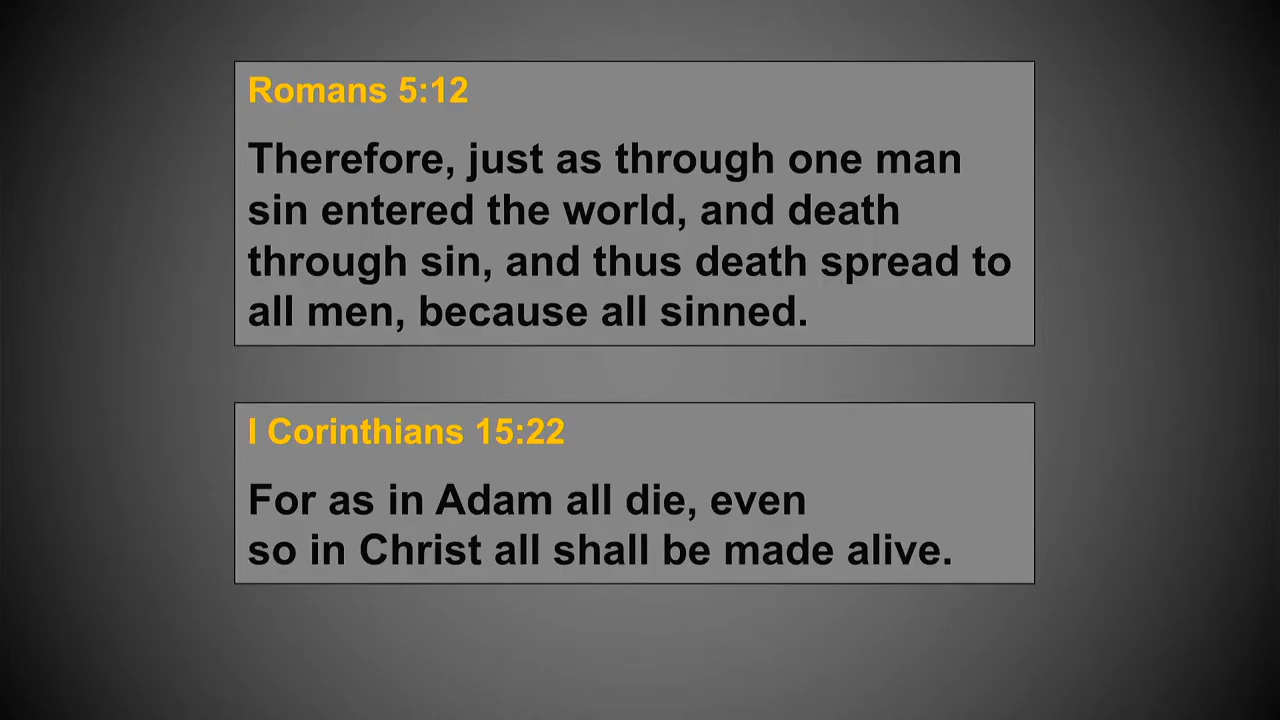 Romans 5:12
Therefore, just as through one man
sin entered the world, and death
through sin, and thus death spread to
all men, because all sinned.
I Corinthians 15:22
For as in Adam all die, even
so in Christ all shall be made alive.